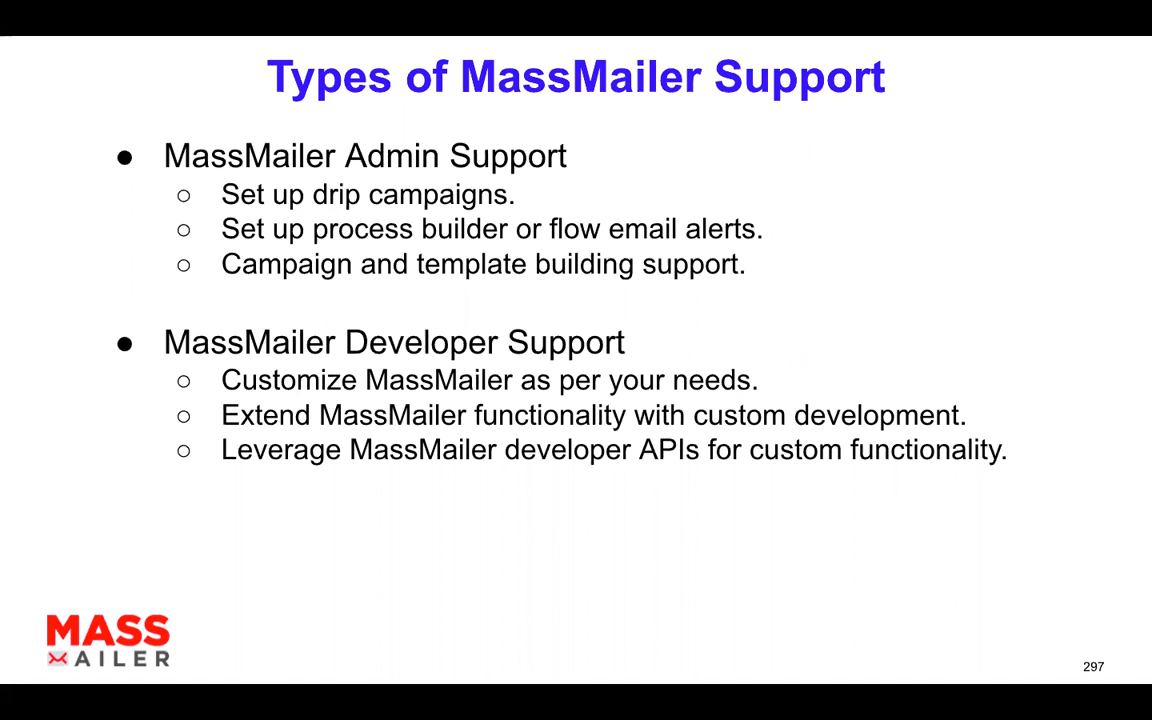 Types of MassMailer Support
● MassMailer Admin Support
○ Set up drip campaigns.
○ Set up process builder or flow email alerts.
○ Campaign and template building support.
● MassMailer Developer Support
○ Customize MassMailer as per your needs.
○ Extend MassMailer functionality with custom development.
○ Leverage MassMailer developer APIs for custom functionality.
MASS
AILER
297